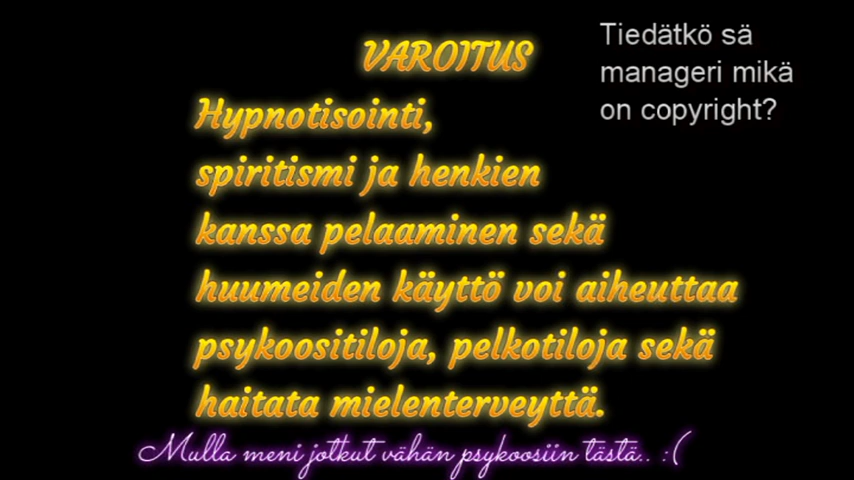 VAROITUS
Hypnotisointi,
spiritismi ja henkien
kanssa pelaaminen sekä
huumeiden käyttö voi aiheuttaa
psykoositiloja, pelkotiloja sekä
haitata mielenterveyttä.
Mulla meni jotkut vähän psykoosiin tästä.. :(
Tiedätkö sä
manageri mikä
on copyright?